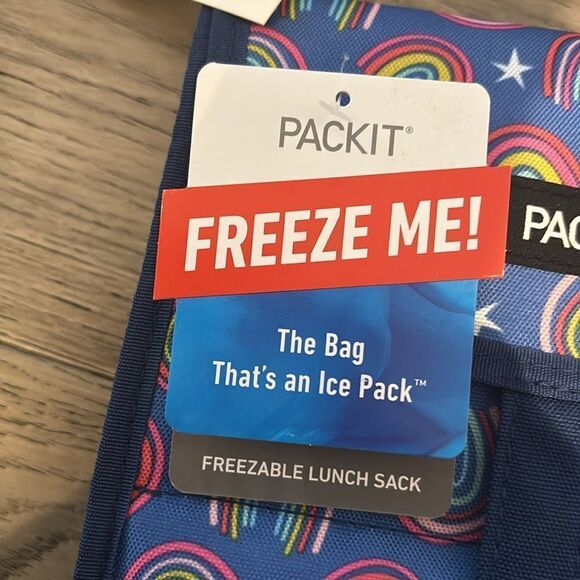 PACKIT®
FREEZE ME!
PAC
The Bag
That's an Ice Pack™
FREEZABLE LUNCH SACK